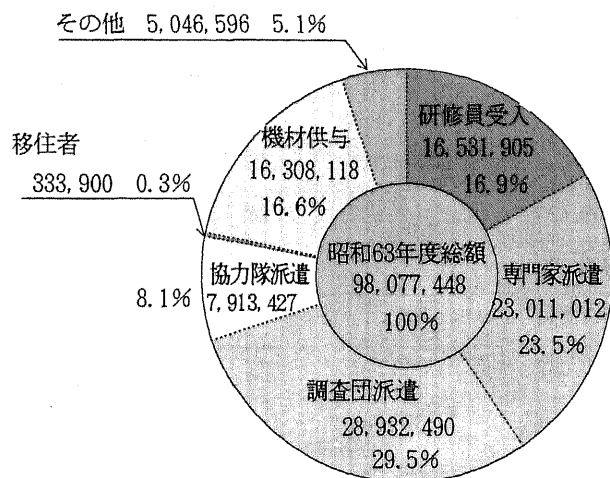 その他 5,046,596 5.1%
研修員受入
16,531,905
16.9%
機材供与
16,308,118
16.6%
移住者
333,900 0.3%
昭和63年度総額
98,077,448
100%
専門家派遣
23,011,012
23.5%
協力隊派遣
7,913,427
8.1%
調査団派遣
28,932,490
29.5%